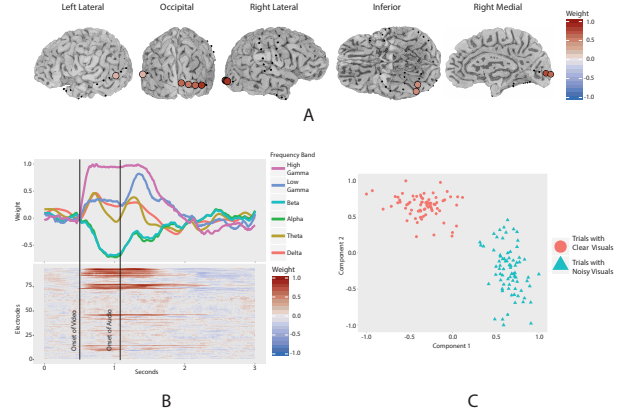 Left Lateral
Occipital
Right Lateral
Inferior
Right Medial
Weight
1.0
0.5
0.0
-0.5
-1.0
A
Frequency Band
High
Gamma
Low
Gamma
Beta
Alpha
Theta
Delta
Weight
1.0
0.5
0.0
-0.5
Weight
1.0
0.5
0.0
-0.5
-1.0
Electrodes
75
50
25
0
Onset of Video
Onset of Audio
0
1
2
3
Seconds
B
Component 2
1.0
0.5
0.0
-0.5
-1.0
-1.0
-0.5
0.0
0.5
1.0
Component 1
Trials with
Clear Visuals
Trials with
Noisy Visuals
C